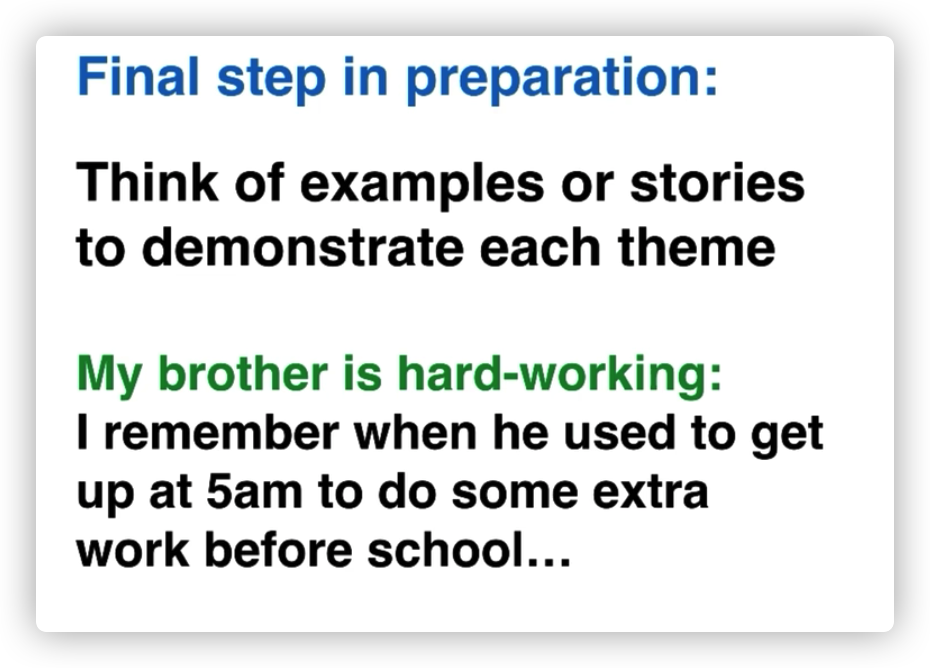 Final step in preparation:
Think of examples or stories
to demonstrate each theme
My brother is hard-working:
I remember when he used to get
up at 5am to do some extra
work before school...